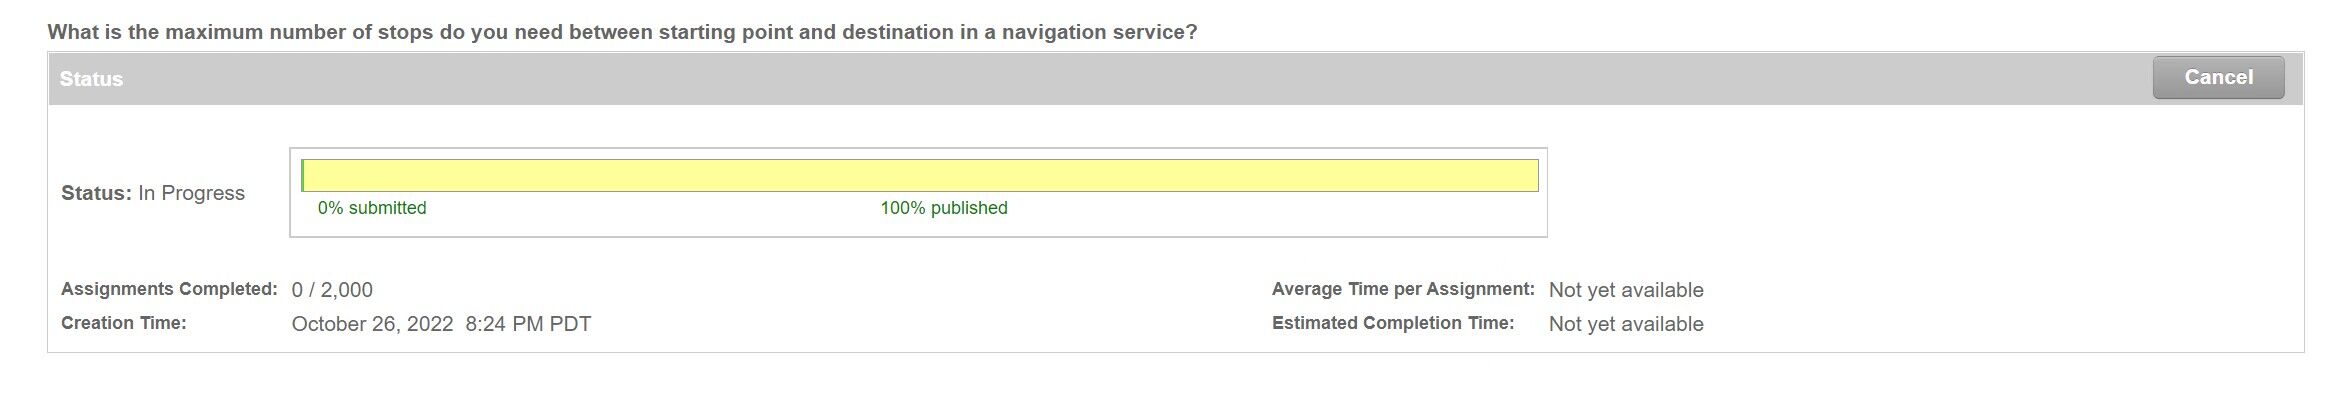 What is the maximum number of stops do you need between starting point and destination in a navigation service?
Status
Cancel
Status: In Progress
0% submitted
100% published
Assignments Completed: 0 / 2,000
Average Time per Assignment: Not yet available
Creation Time: October 26, 2022 8:24 PM PDT
Estimated Completion Time: Not yet available